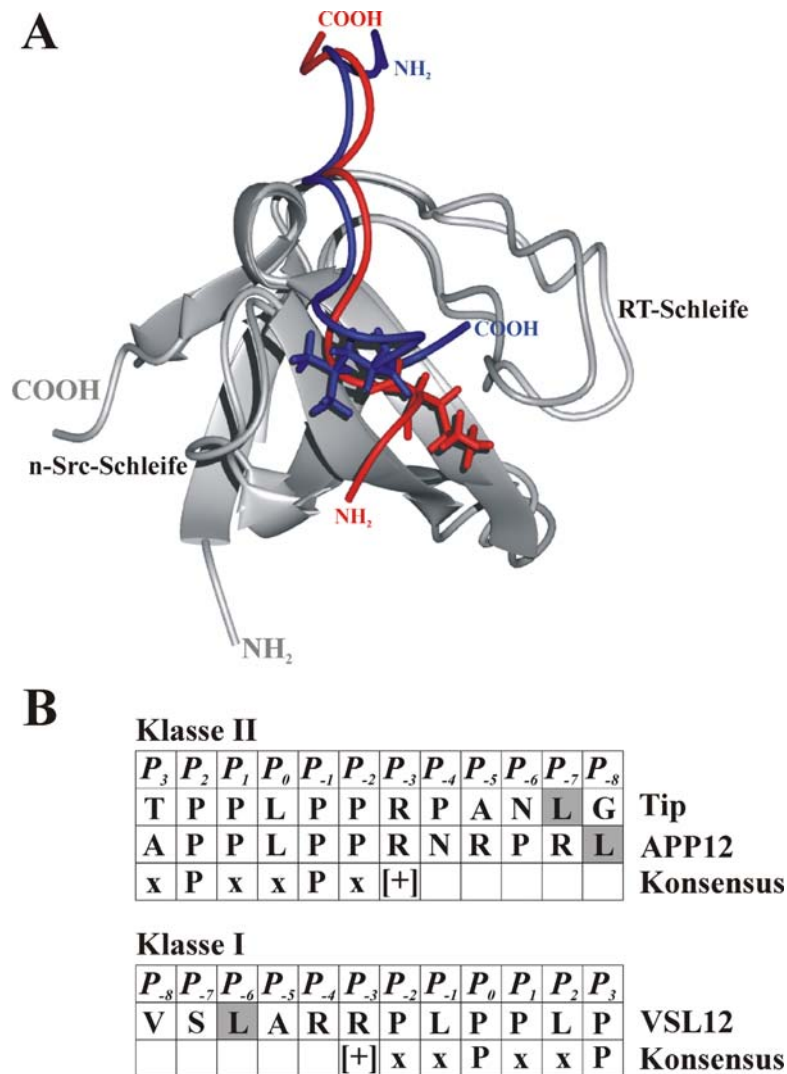 A
COOH
NH2
COOH
RT-Schleife
COOH
n-Src-Schleife
NH2
NH2
B
Klasse II
P3 P2 P1 P0 P-1 P-2 P-3 P-4 P-5 P-6 P-7 P-8
T P P L P P R P A N L G Tip
A P P L P P R N R P R L APP12
x P x x P x [+] Konsensus
Klasse I
P-8 P-7 P-6 P-5 P-4 P-3 P-2 P-1 P0 P1 P2 P3
V S L A R R P L P P L P VSL12
[+] x x P x x P Konsensus